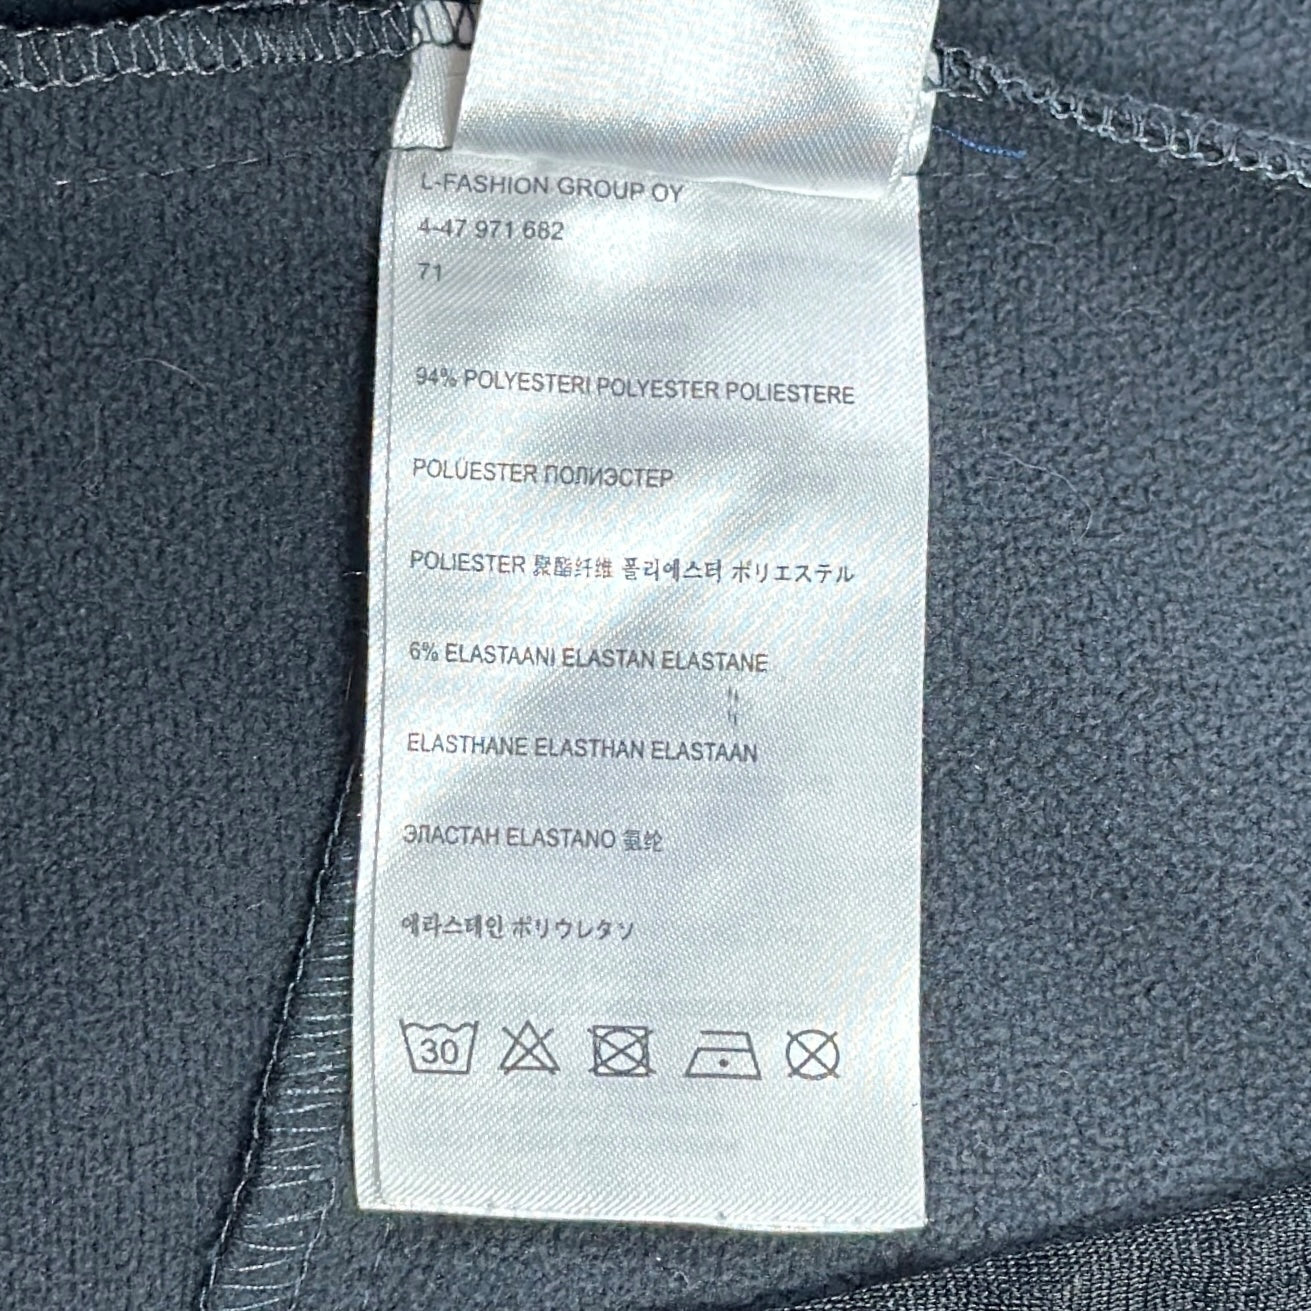 L-FASHION GROUP OY
4-47 971 682
71
94% POLYESTERI POLYESTER POLIESTERE
POLÜESTER ПОЛИЭСТЕР
POLIESTER 聚酯纤维 폴리에스터 ポリエステル
6% ELASTAANI ELASTAN ELASTANE
ELASTHANE ELASTHAN ELASTAAN
ЭЛАСТАН ELASTANO 氨纶
에라스테인 ポリウレタソ
30